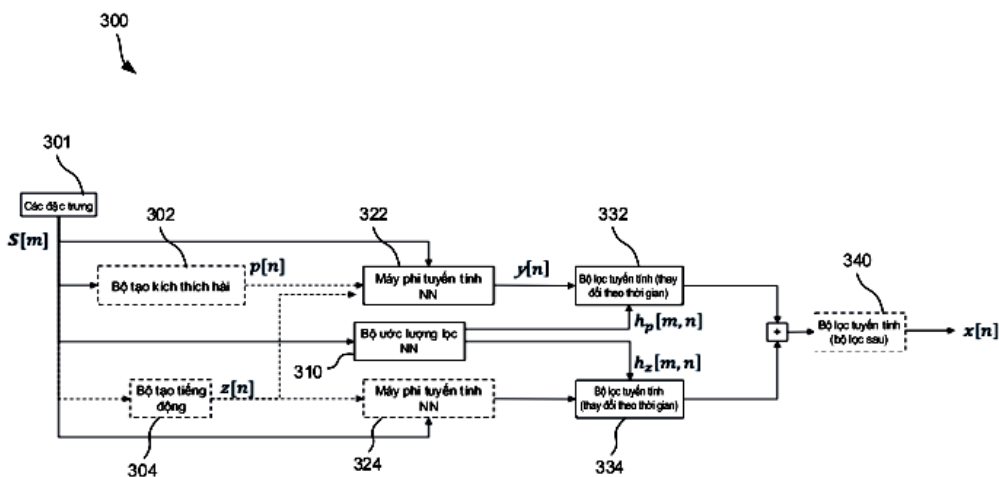 300
301
Các đặc trưng
S[m]
302
Bộ tạo kích thích hài
p[n]
322
Máy phi tuyến tính
NN
y[n]
332
Bộ lọc tuyến tính (thay
đổi theo thời gian)
340
Bộ lọc tuyến tính
(bộ lọc sau)
x[n]
+
Bộ ước lượng lọc
NN
310
h_p[m, n]
h_z[m, n]
Bộ tạo tiếng
động
z[n]
304
Máy phi tuyến tính
NN
324
Bộ lọc tuyến tính
(thay đổi theo thời gian)
334